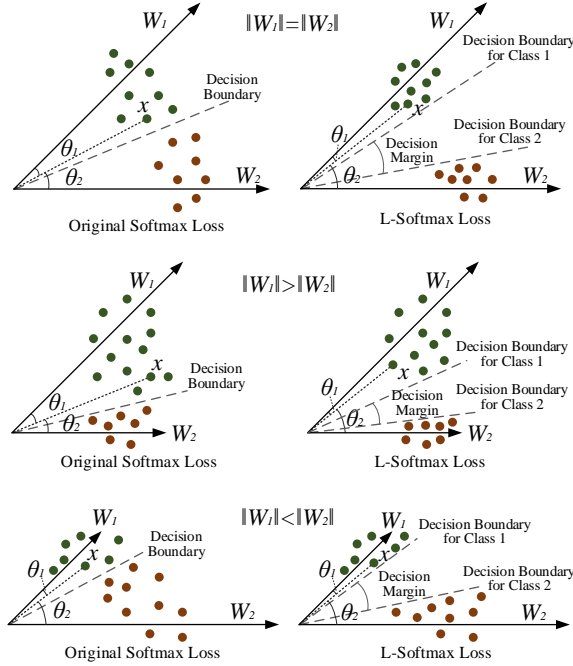 ‖W1‖=‖W2‖
W1
Decision
Boundary
x
θ1
θ2
W2
Original Softmax Loss
W1
Decision Boundary
for Class 1
x
θ1
Decision Boundary
for Class 2
Decision
Margin
θ2
W2
L-Softmax Loss
‖W1‖>‖W2‖
W1
x
Decision
Boundary
θ1
θ2
W2
Original Softmax Loss
W1
Decision Boundary
for Class 1
x
θ1
Decision Boundary
for Class 2
Decision
Margin
θ2
W2
L-Softmax Loss
‖W1‖<‖W2‖
W1
Decision
Boundary
x
θ1
θ2
W2
Original Softmax Loss
W1
Decision Boundary
for Class 1
x
θ1
Decision
Margin
Decision Boundary
for Class 2
θ2
W2
L-Softmax Loss